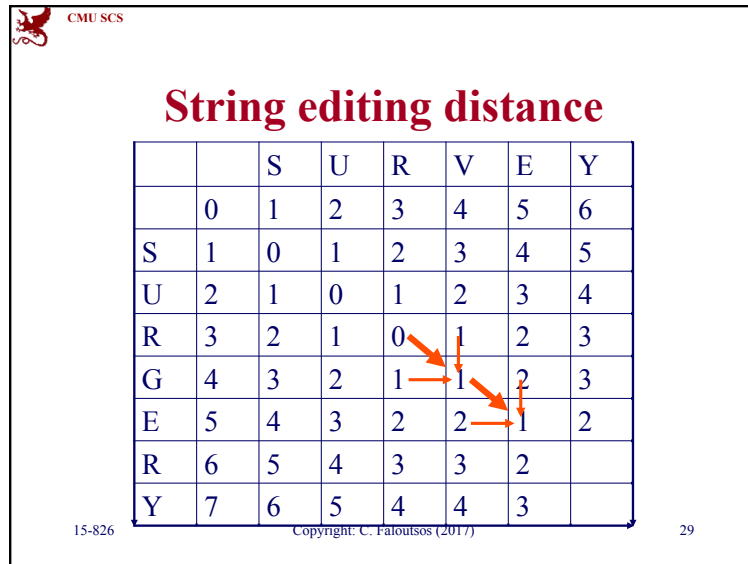 CMU SCS
String editing distance
S U R V E Y
0 1 2 3 4 5 6
S 1 0 1 2 3 4 5
U 2 1 0 1 2 3 4
R 3 2 1 0 1 2 3
G 4 3 2 1 1 2 3
E 5 4 3 2 2 1 2
R 6 5 4 3 3 2
Y 7 6 5 4 4 3
15-826 Copyright: C. Faloutsos (2017) 29